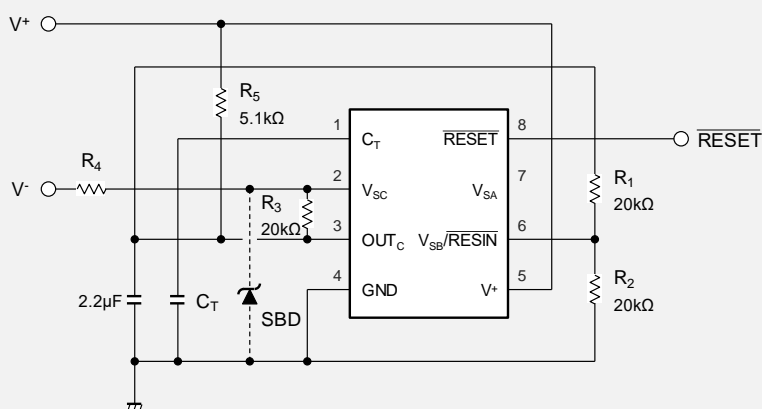 V+
R5
5.1kΩ
1
CT
RESET
8
RESET
R4
V-
2
VSC
7
VSA
R1
20kΩ
R3
20kΩ
3
OUTC
VSB/RESIN
6
4
GND
V+
5
R2
20kΩ
2.2µF
CT
SBD